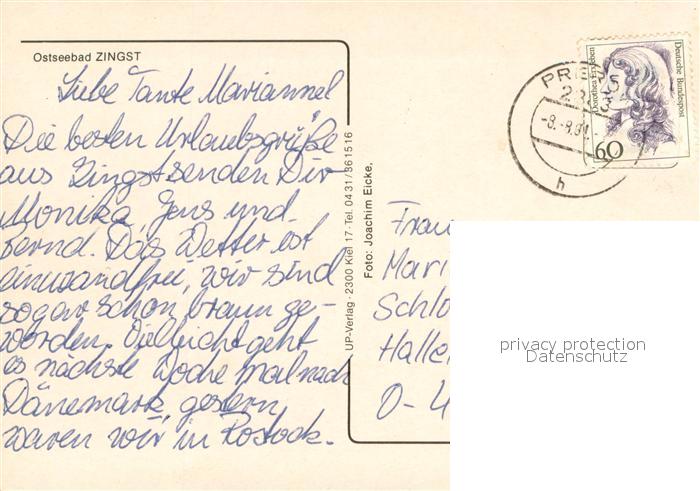 Ostseebad ZINGST
Liebe Tante Marianne!
Die besten Urlaubsgrüße
aus Zingst senden Dir
Monika, Jens und
Bernd. Das Wetter ist
einwandfrei, wir sind
sogar schon braun ge-
worden. Vielleicht geht
es nächste Woche mal nach
Dänemark, gestern
waren wir in Rostock.
UP-Verlag · 2300 Kiel 17 · Tel. 0431/361516
Foto: Joachim Eicke.
Dorothea Erxleben
Deutsche Bundespost
60
h
Frau
Mari
Schlo
Halle
O-4
privacy protection
Datenschutz